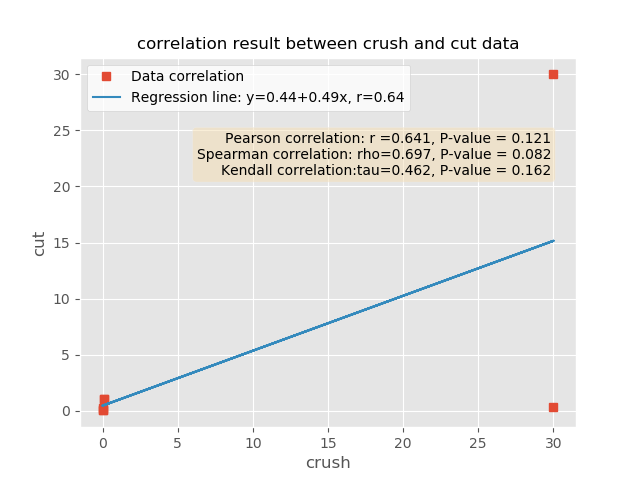 correlation result between crush and cut data
Data correlation
Regression line: y=0.44+0.49x, r=0.64
Pearson correlation: r =0.641, P-value = 0.121
Spearman correlation: rho=0.697, P-value = 0.082
Kendall correlation:tau=0.462, P-value = 0.162
30
25
20
15
10
5
0
cut
0 5 10 15 20 25 30
crush